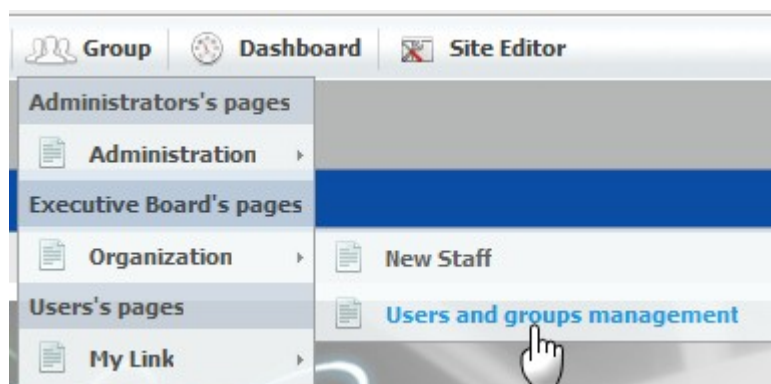 Group Dashboard Site Editor
Administrators's pages
Administration
Executive Board's pages
Organization
New Staff
Users's pages
Users and groups management
My Link